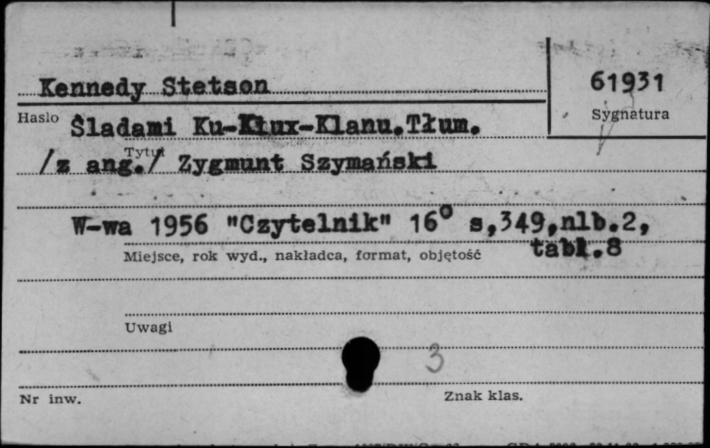 Kennedy Stetson
61931
Hasło
Sygnatura
Śladami Ku-Kłux-Klanu.Tłum.
Tytuł
/z ang./ Zygmunt Szymański
W-wa 1956 "Czytelnik" 16° s,349,nlb.2,
tabl.8
Miejsce, rok wyd., nakładca, format, objętość
Uwagi
3
Nr inw.
Znak klas.